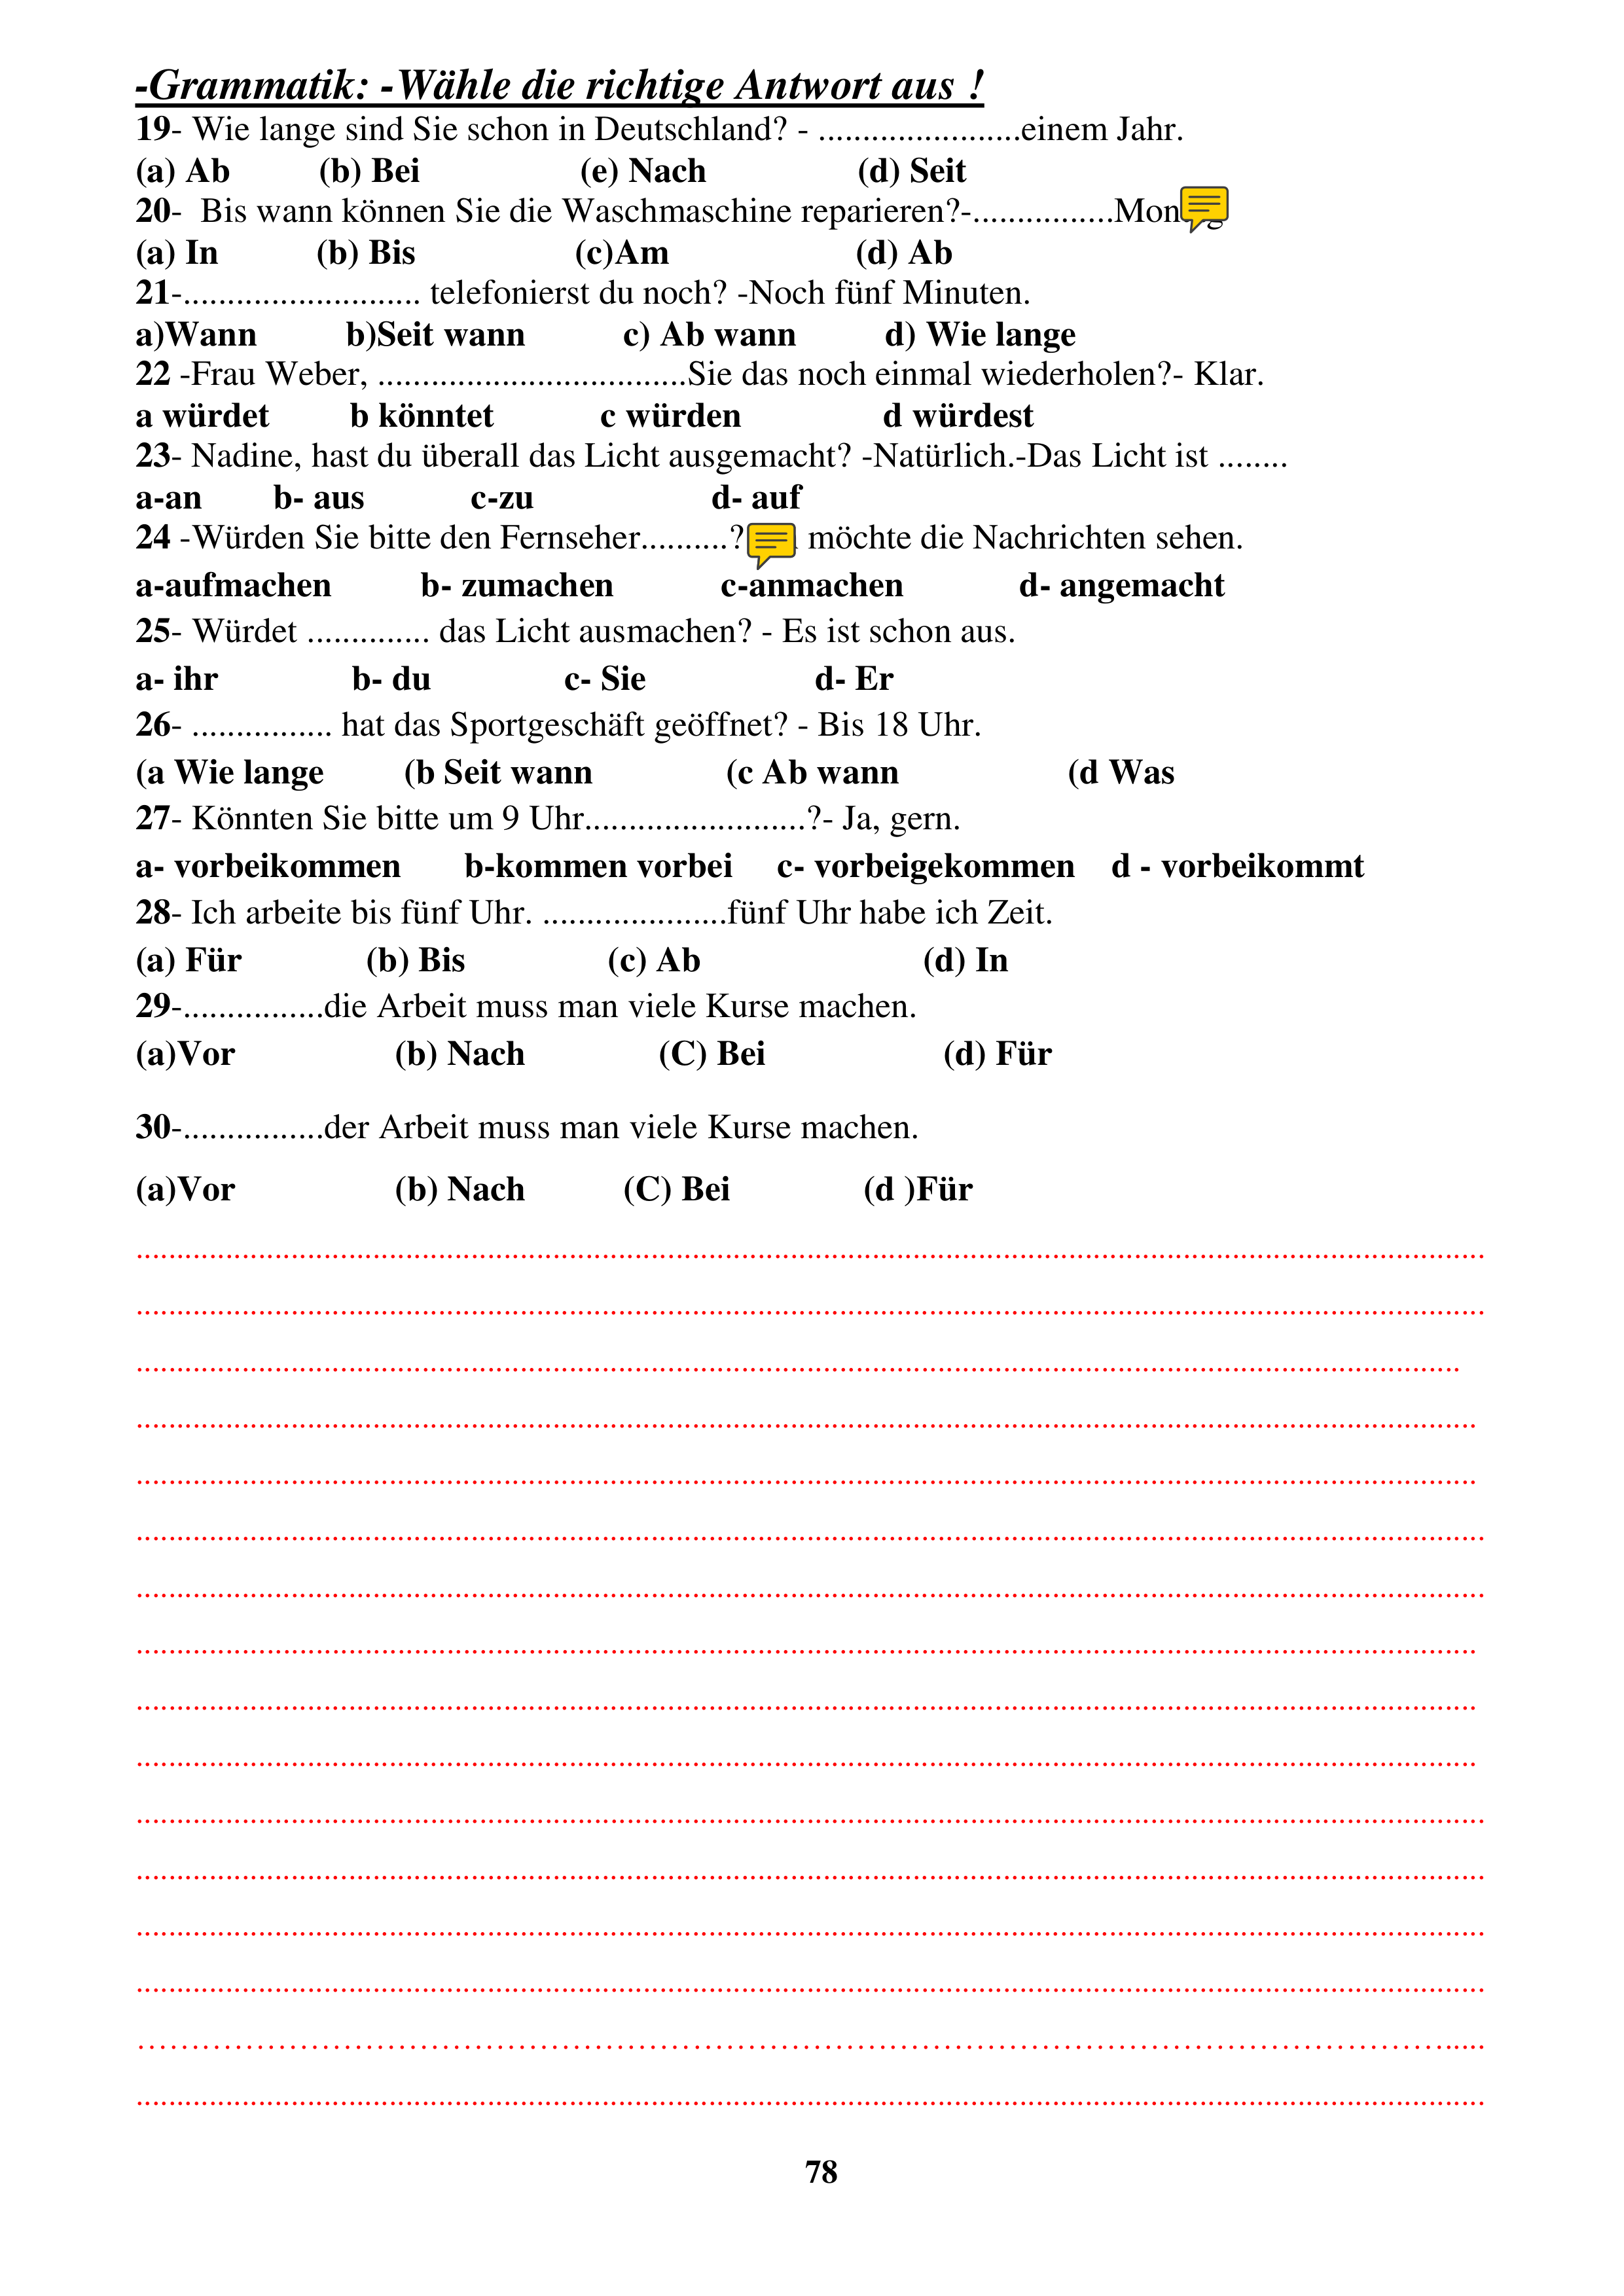 -Grammatik: -Wähle die richtige Antwort aus !
19- Wie lange sind Sie schon in Deutschland? - .......................einem Jahr.
(a) Ab (b) Bei (e) Nach (d) Seit
20- Bis wann können Sie die Waschmaschine reparieren?-................
(a) In (b) Bis (c)Am (d) Ab
21-........................... telefonierst du noch? -Noch fünf Minuten.
a)Wann b)Seit wann c) Ab wann d) Wie lange
22 -Frau Weber, ...................................Sie das noch einmal wiederholen?- Klar.
a würdet b könntet c würden d würdest
23- Nadine, hast du überall das Licht ausgemacht? -Natürlich.-Das Licht ist ........
a-an b- aus c-zu d- auf
24 -Würden Sie bitte den Fernseher..........? möchte die Nachrichten sehen.
a-aufmachen b- zumachen c-anmachen d- angemacht
25- Würdet .............. das Licht ausmachen? - Es ist schon aus.
a- ihr b- du c- Sie d- Er
26- ................ hat das Sportgeschäft geöffnet? - Bis 18 Uhr.
(a Wie lange (b Seit wann (c Ab wann (d Was
27- Könnten Sie bitte um 9 Uhr.........................?- Ja, gern.
a- vorbeikommen b-kommen vorbei c- vorbeigekommen d - vorbeikommt
28- Ich arbeite bis fünf Uhr. .....................fünf Uhr habe ich Zeit.
(a) Für (b) Bis (c) Ab (d) In
29-................die Arbeit muss man viele Kurse machen.
(a)Vor (b) Nach (C) Bei (d) Für
30-................der Arbeit muss man viele Kurse machen.
(a)Vor (b) Nach (C) Bei (d )Für
78